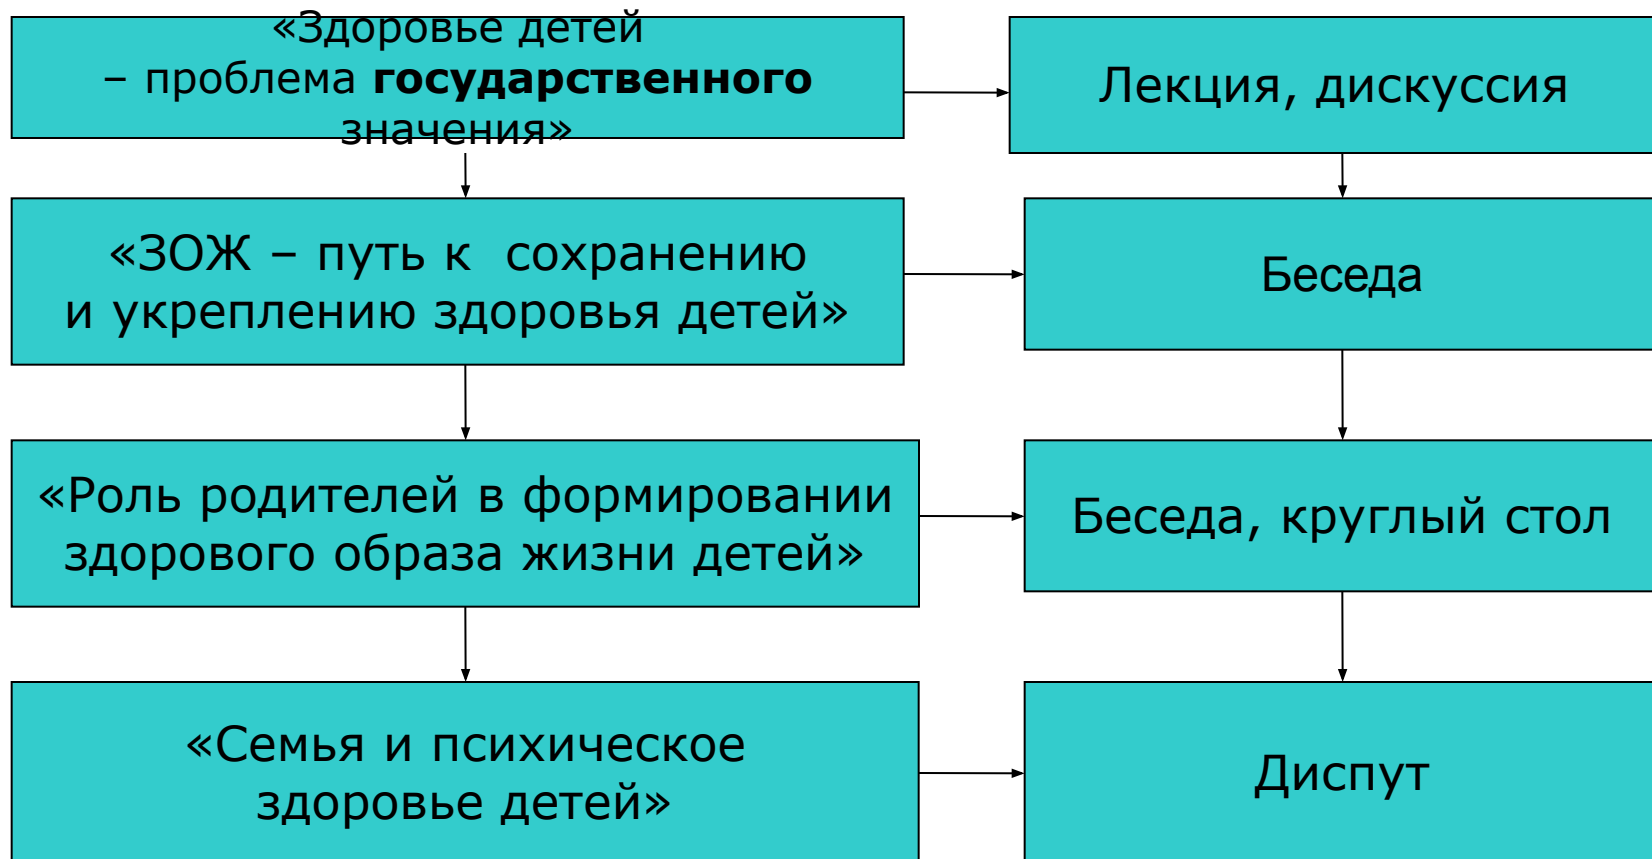 «Здоровье детей
– проблема государственного
значения»
Лекция, дискуссия
«ЗОЖ – путь к  сохранению
и укреплению здоровья детей»
Беседа
«Роль родителей в формировании
здорового образа жизни детей»
Беседа, круглый стол
«Семья и психическое
здоровье детей»
Диспут